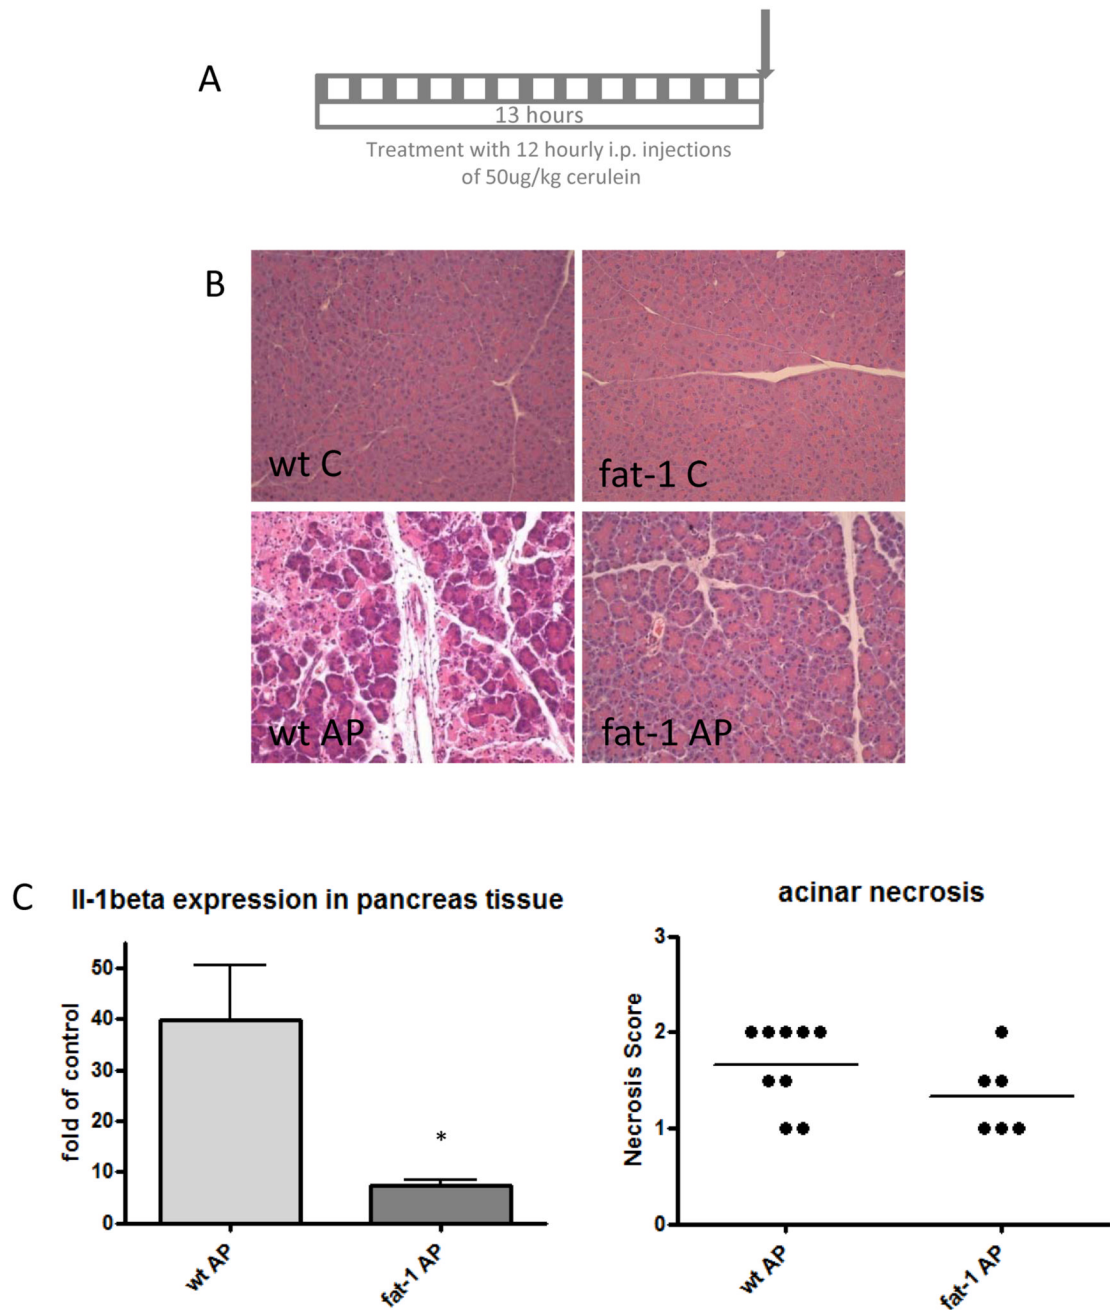 A
13 hours
Treatment with 12 hourly i.p. injections
of 50ug/kg cerulein
B
wt C
fat-1 C
wt AP
fat-1 AP
C
Il-1beta expression in pancreas tissue
fold of control
50
40
30
20
10
0
*
wt AP
fat-1 AP
acinar necrosis
Necrosis Score
3
2
1
0
wt AP
fat-1 AP